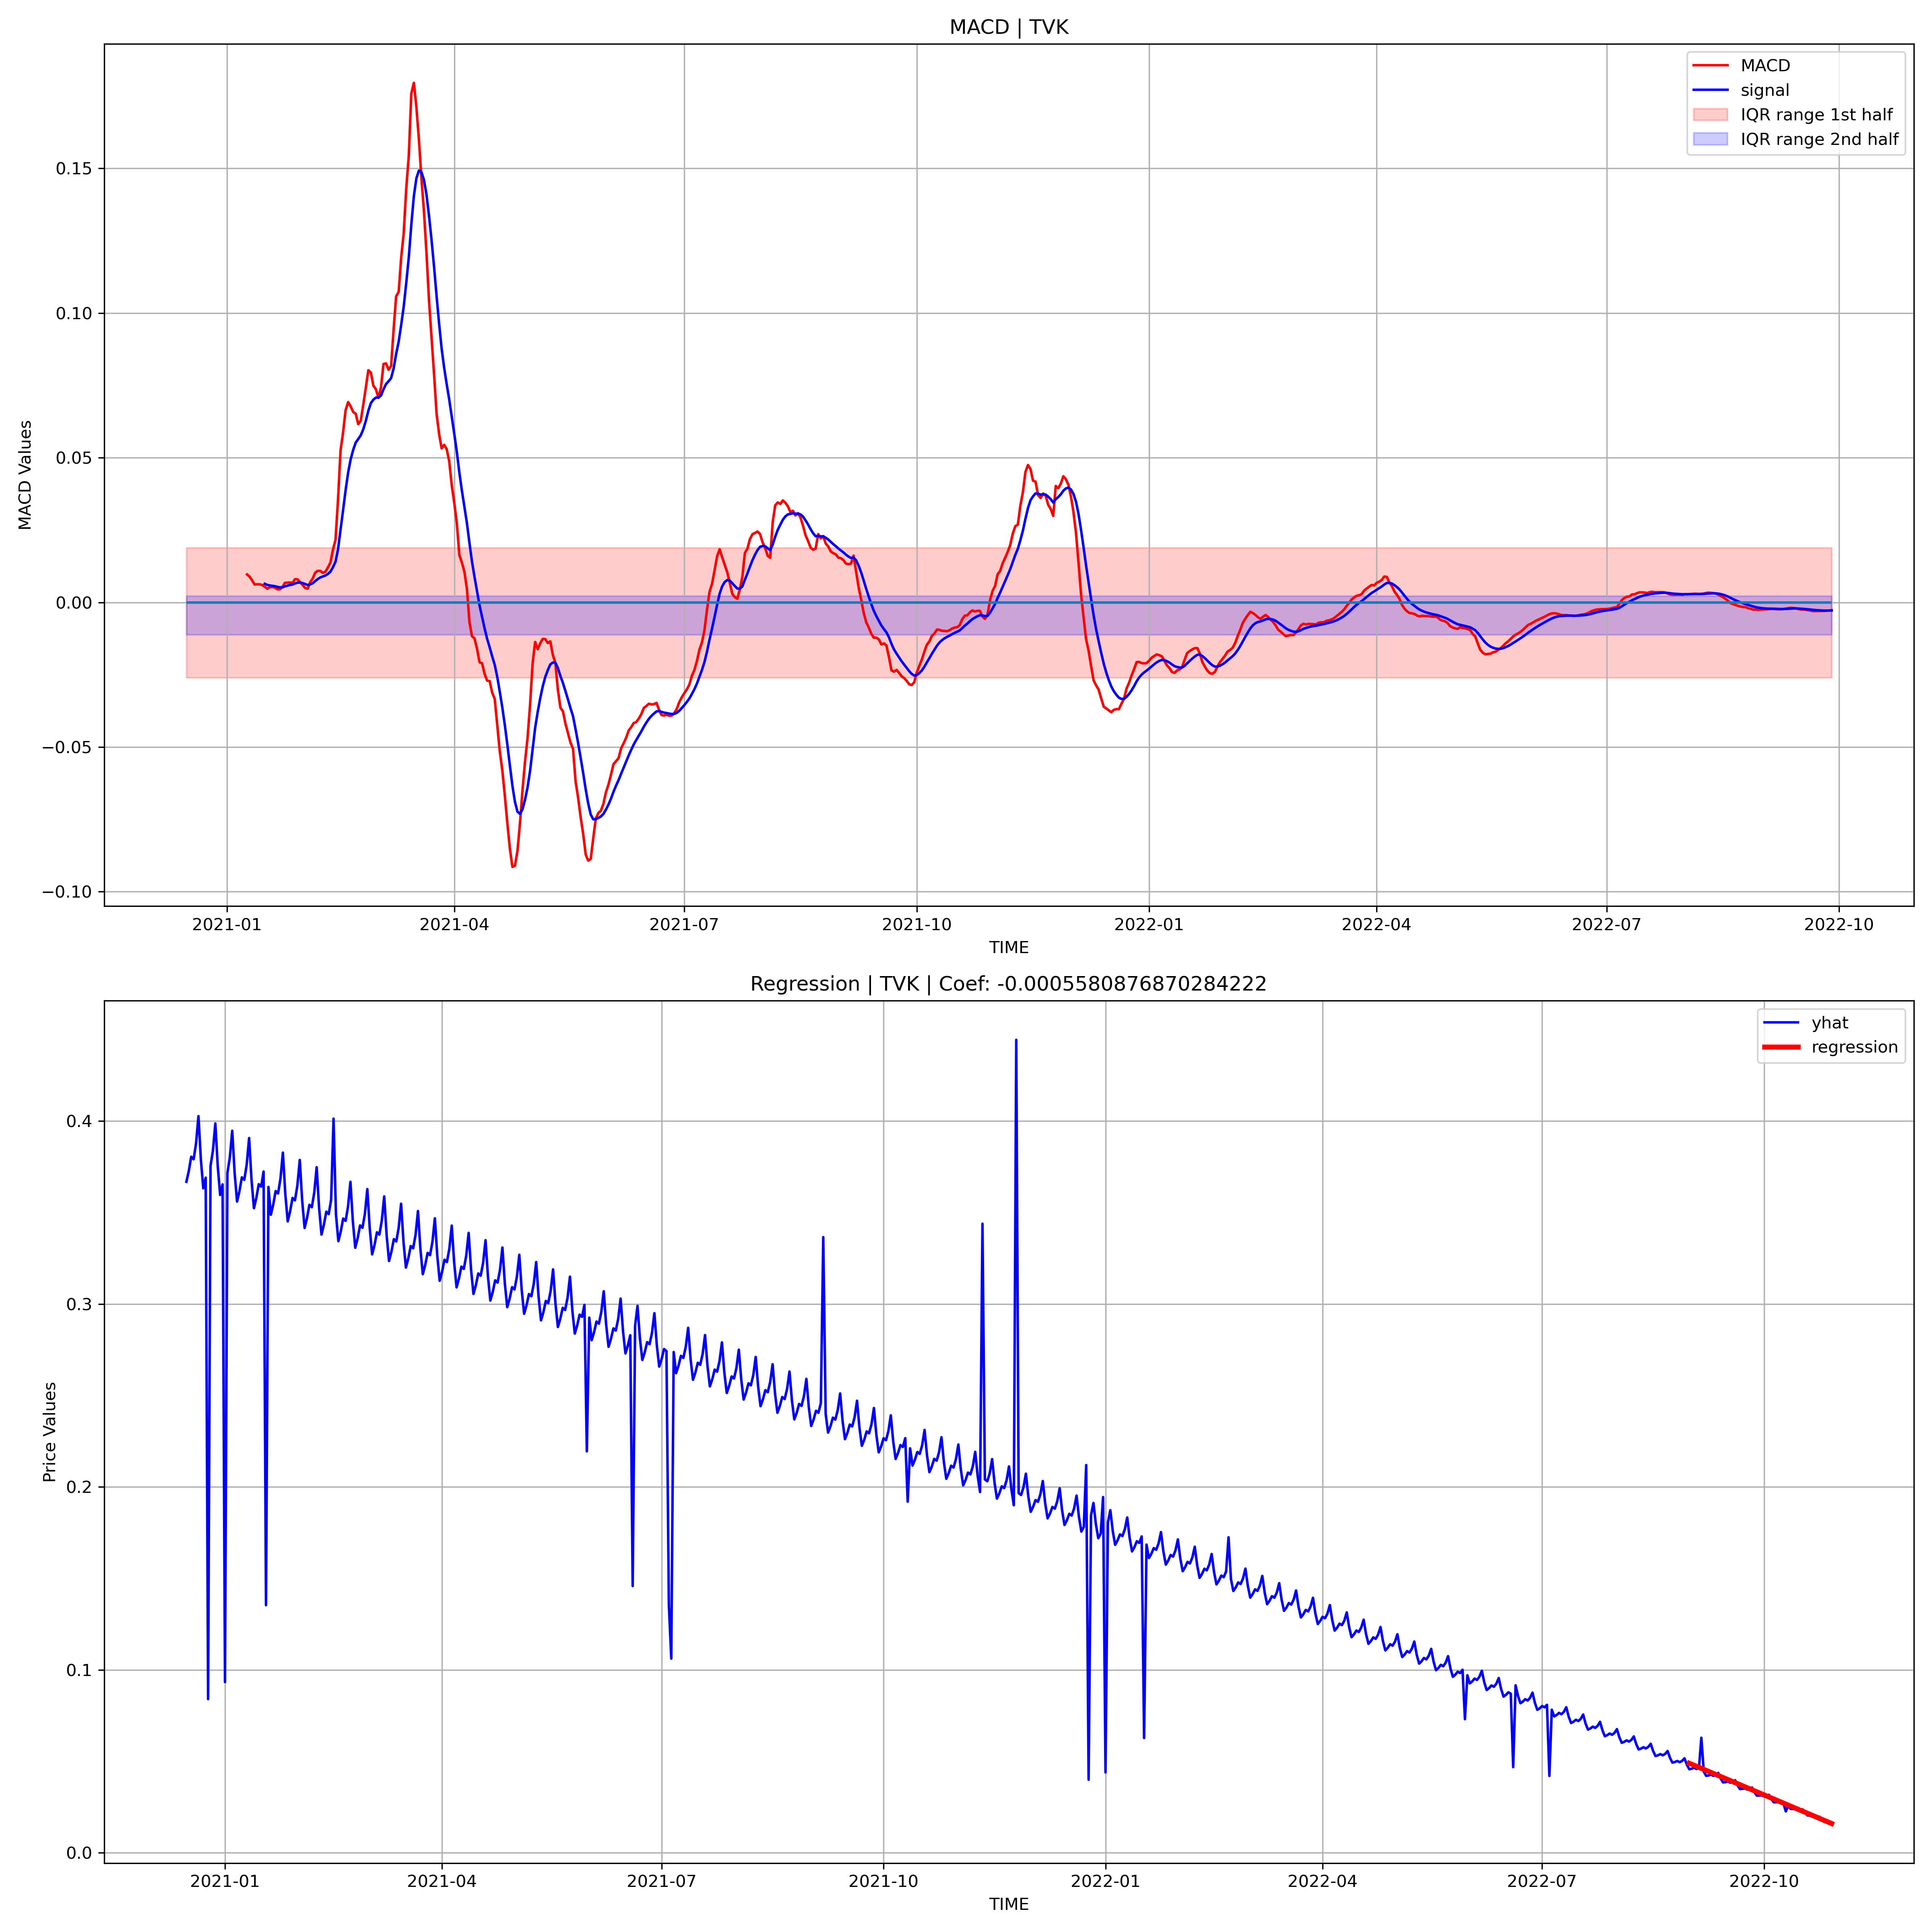 MACD | TVK
MACD
signal
IQR range 1st half
IQR range 2nd half
MACD Values
0.15
0.10
0.05
0.00
−0.05
−0.10
2021-01 2021-04 2021-07 2021-10 2022-01 2022-04 2022-07 2022-10
TIME
Regression | TVK | Coef: -0.0005580876870284222
yhat
regression
Price Values
0.4
0.3
0.2
0.1
0.0
2021-01 2021-04 2021-07 2021-10 2022-01 2022-04 2022-07 2022-10
TIME